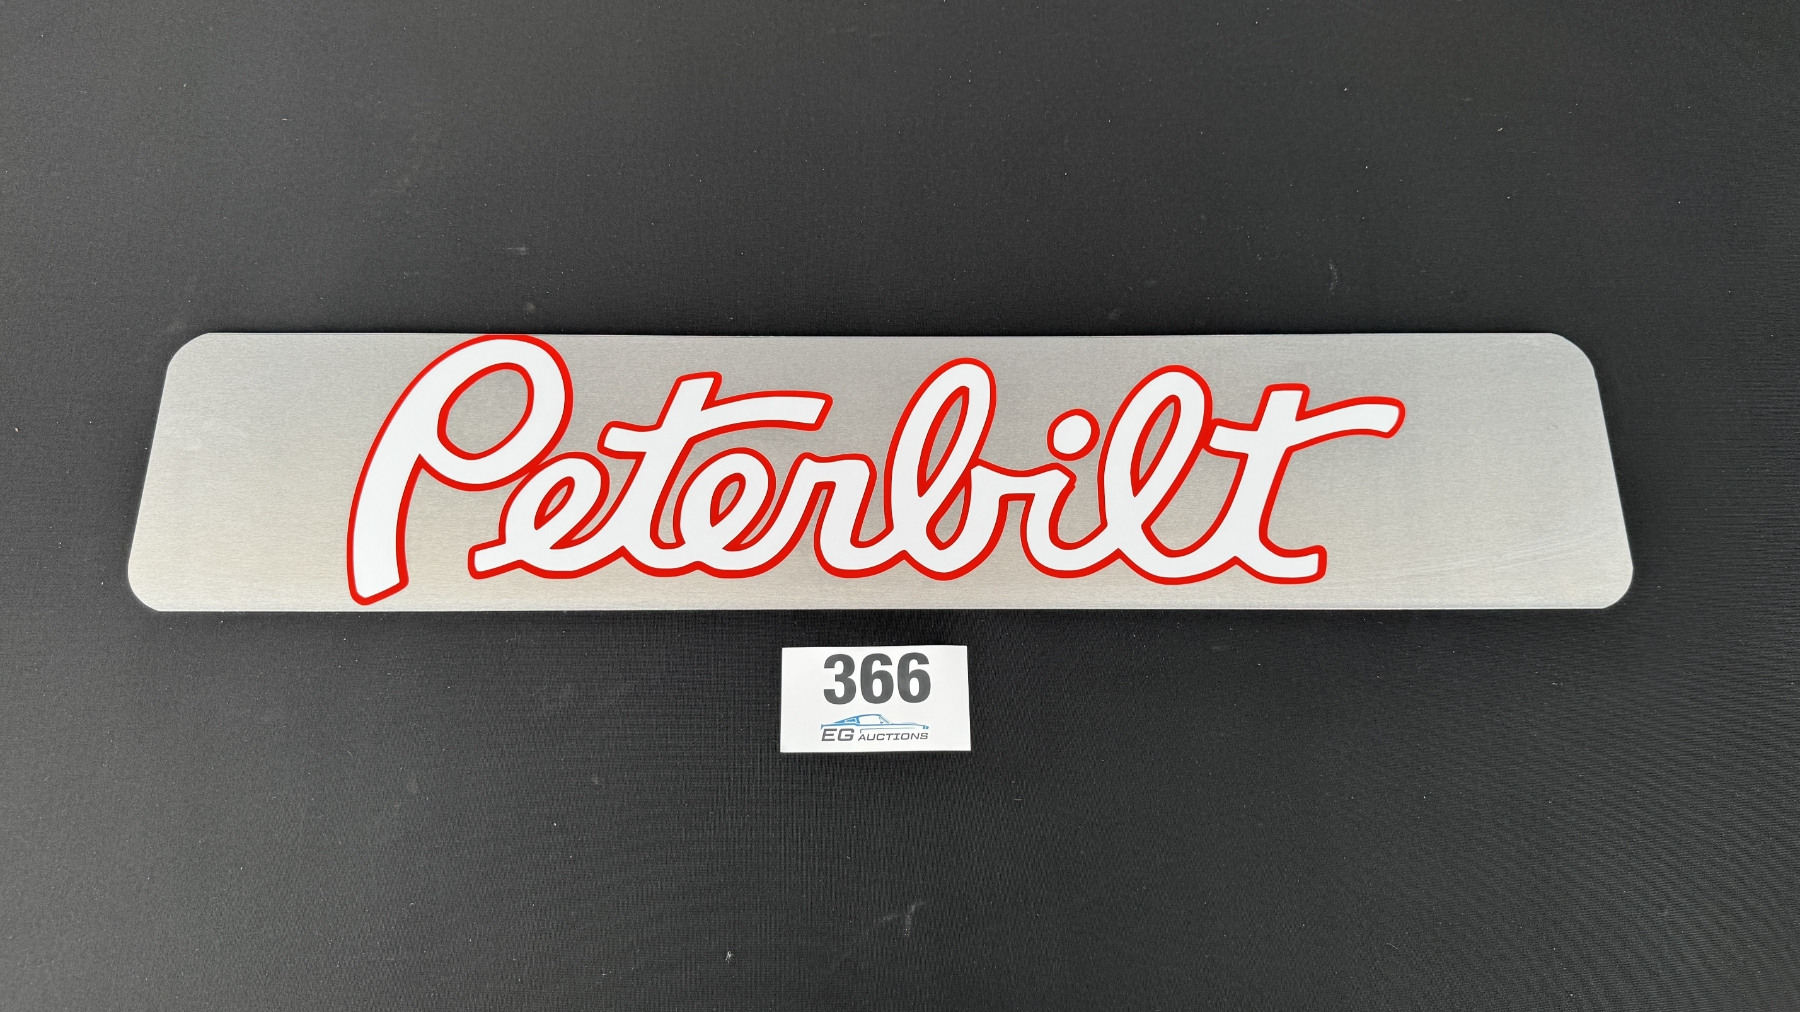 Peterbilt
366
EG AUCTIONS